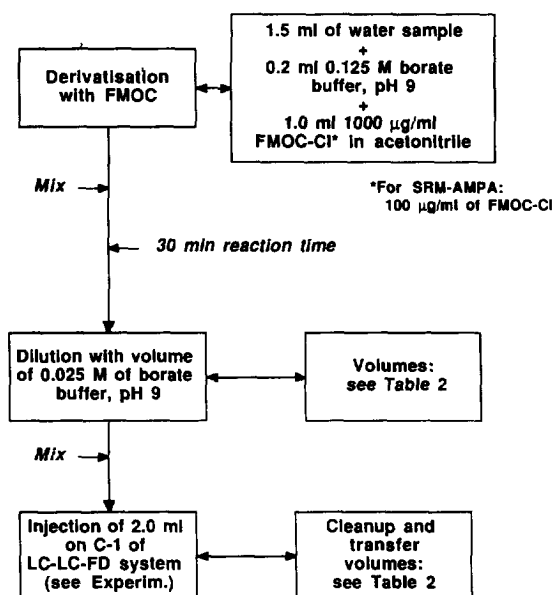 Derivatisation
with FMOC
1.5 ml of water sample
+
0.2 ml 0.125 M borate
buffer, pH 9
+
1.0 ml 1000 µg/ml
FMOC-Cl* in acetonitrile
*For SRM-AMPA:
100 µg/ml of FMOC-Cl
Mix
30 min reaction time
Dilution with volume
of 0.025 M of borate
buffer, pH 9
Volumes:
see Table 2
Mix
Injection of 2.0 ml
on C-1 of
LC-LC-FD system
(see Experim.)
Cleanup and
transfer
volumes:
see Table 2